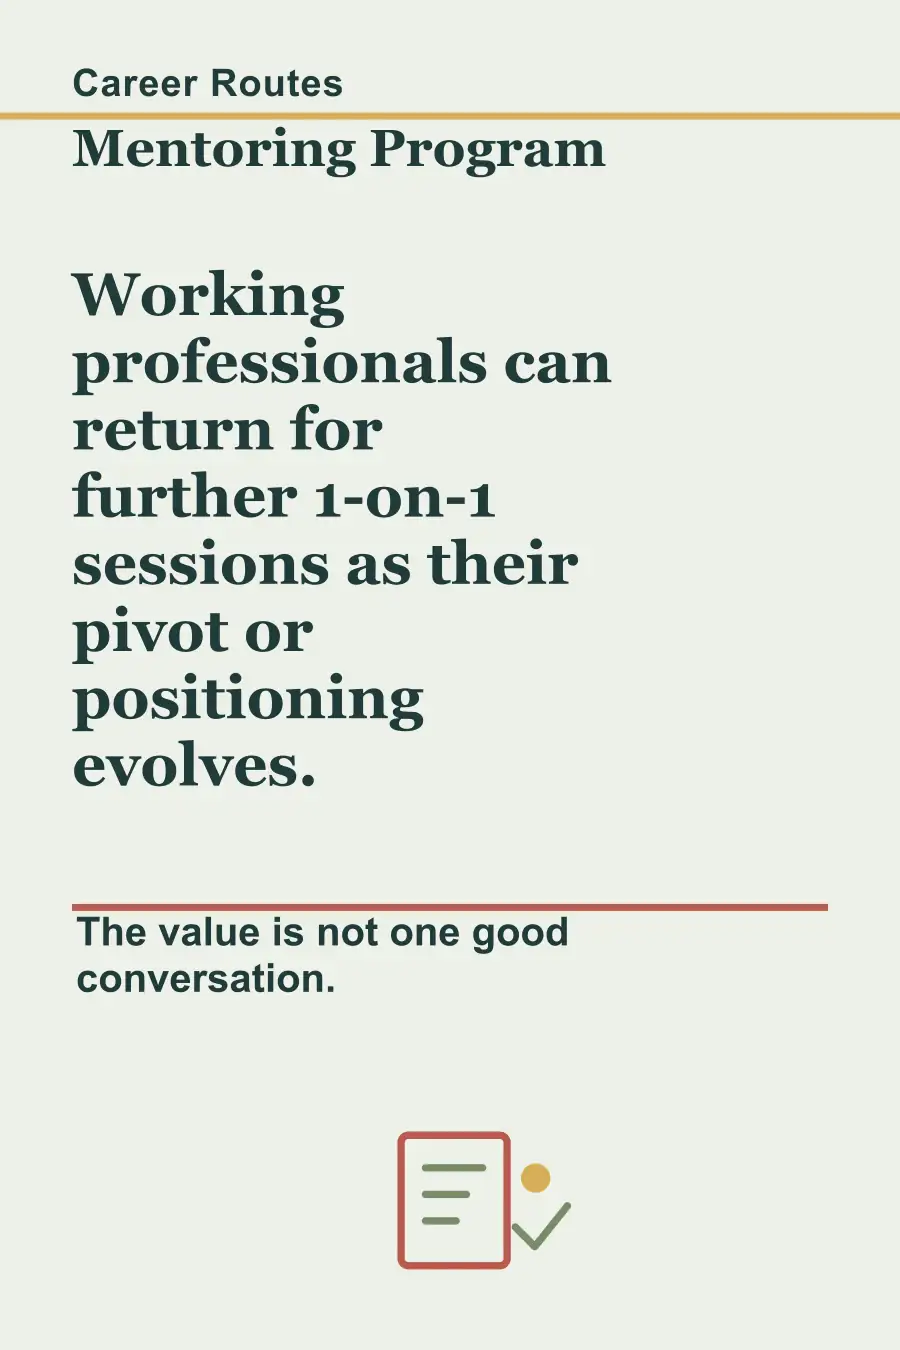 Career Routes
Mentoring Program
Working
professionals can
return for
further 1-on-1
sessions as their
pivot or
positioning
evolves.
The value is not one good
conversation.